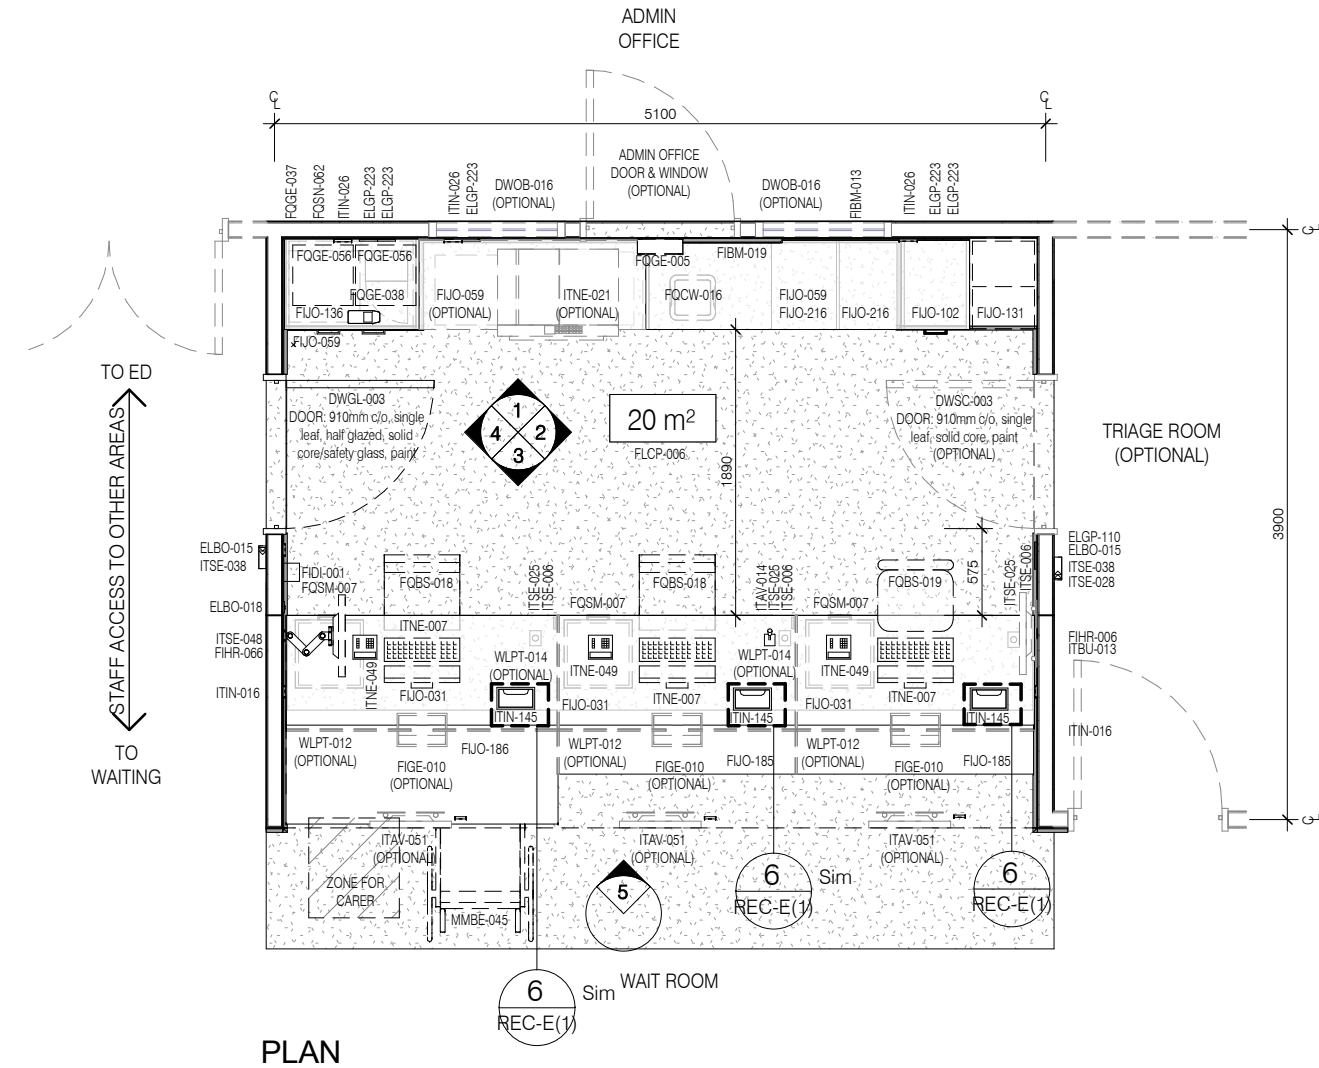 ADMIN
OFFICE
5100
ADMIN OFFICE
DOOR & WINDOW
(OPTIONAL)
FQGE-037
FQSN-062
ITIN-026
ELGP-223
ELGP-223
ITIN-026
ELGP-223
DWOB-016
(OPTIONAL)
DWOB-016
(OPTIONAL)
FIBM-013
ITIN-026
ELGP-223
ELGP-223
FQGE-056
FQGE-056
FQGE-038
FIJO-136
FIJO-059
FIJO-059
(OPTIONAL)
ITNE-021
(OPTIONAL)
FQGE-005
FIBM-019
FQCW-016
FIJO-059
FIJO-216
FIJO-216
FIJO-102
FIJO-131
TO ED
STAFF ACCESS TO OTHER AREAS
TO
WAITING
DWGL-003
DOOR: 910mm c/o, single
leaf, half glazed, solid
core/safety glass, paint
1
2
3
4
20 m²
FLCP-006
1890
DWSC-003
DOOR: 910mm c/o, single
leaf, solid core, paint
(OPTIONAL)
TRIAGE ROOM
(OPTIONAL)
3900
575
ELBO-015
ITSE-038
FIDI-001
FQSM-007
ELBO-018
ITSE-048
FIHR-066
ITIN-016
FQBS-018
ITSE-025
ITSE-006
FQSM-007
FQBS-018
ITAV-014
ITSE-025
ITSE-006
FQSM-007
FQBS-019
ITSE-025
ITSE-006
ELGP-110
ELBO-015
ITSE-038
ITSE-028
FIHR-006
ITBU-013
ITIN-016
ITNE-007
ITNE-049
FIJO-031
WLPT-014
(OPTIONAL)
ITIN-145
ITNE-049
FIJO-031
ITNE-007
WLPT-014
(OPTIONAL)
ITIN-145
ITNE-049
FIJO-031
ITNE-007
ITIN-145
WLPT-012
(OPTIONAL)
FIGE-010
(OPTIONAL)
FIJO-186
WLPT-012
(OPTIONAL)
FIGE-010
(OPTIONAL)
FIJO-185
WLPT-012
(OPTIONAL)
FIGE-010
(OPTIONAL)
FIJO-185
ITAV-051
(OPTIONAL)
ITAV-051
(OPTIONAL)
ITAV-051
(OPTIONAL)
ZONE FOR
CARER
MMBE-045
5
6
REC-E(1)
Sim
6
REC-E(1)
WAIT ROOM
6
REC-E(1)
Sim
PLAN